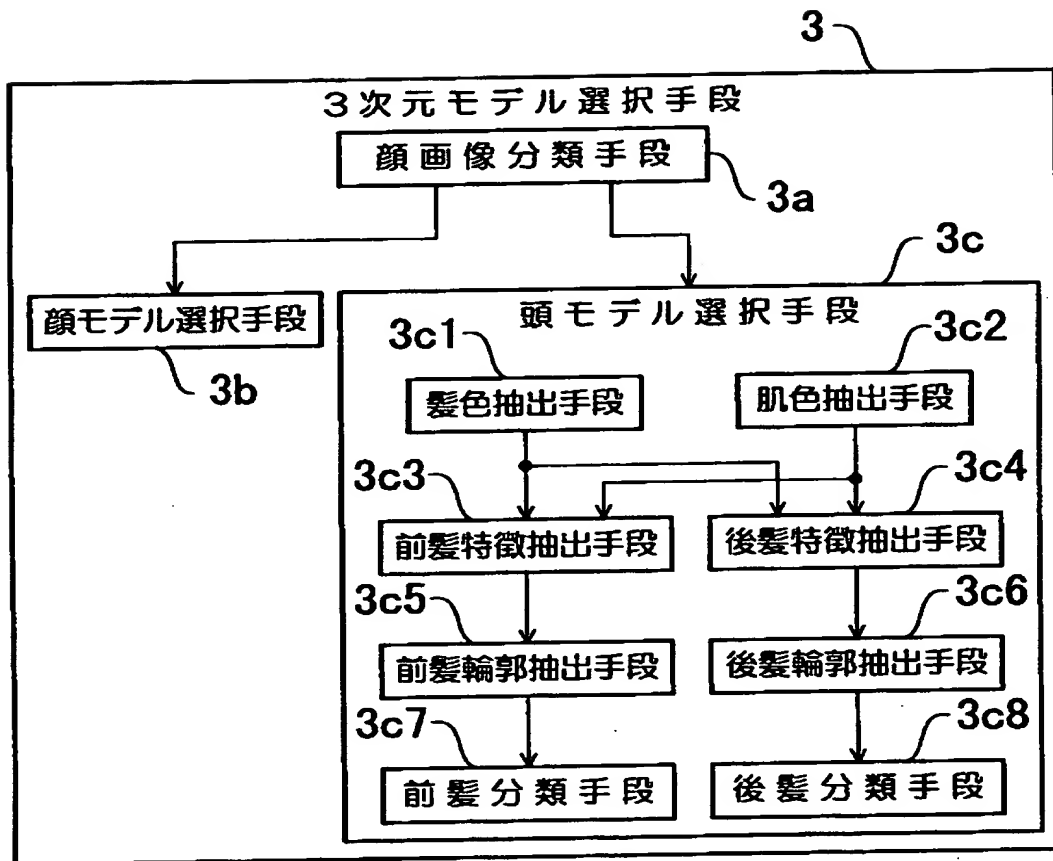 3
3次元モデル選択手段
顔画像分類手段
3a
3c
顔モデル選択手段
3b
頭モデル選択手段
3c1
3c2
髪色抽出手段
肌色抽出手段
3c3
3c4
前髪特徴抽出手段
後髪特徴抽出手段
3c5
3c6
前髪輪郭抽出手段
後髪輪郭抽出手段
3c7
3c8
前髪分類手段
後髪分類手段